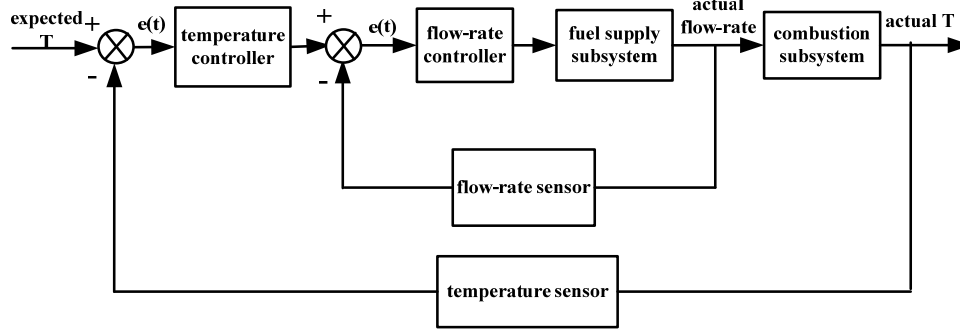 expected
T
+
-
e(t)
temperature
controller
+
-
e(t)
flow-rate
controller
fuel supply
subsystem
actual
flow-rate
combustion
subsystem
actual T
flow-rate sensor
temperature sensor